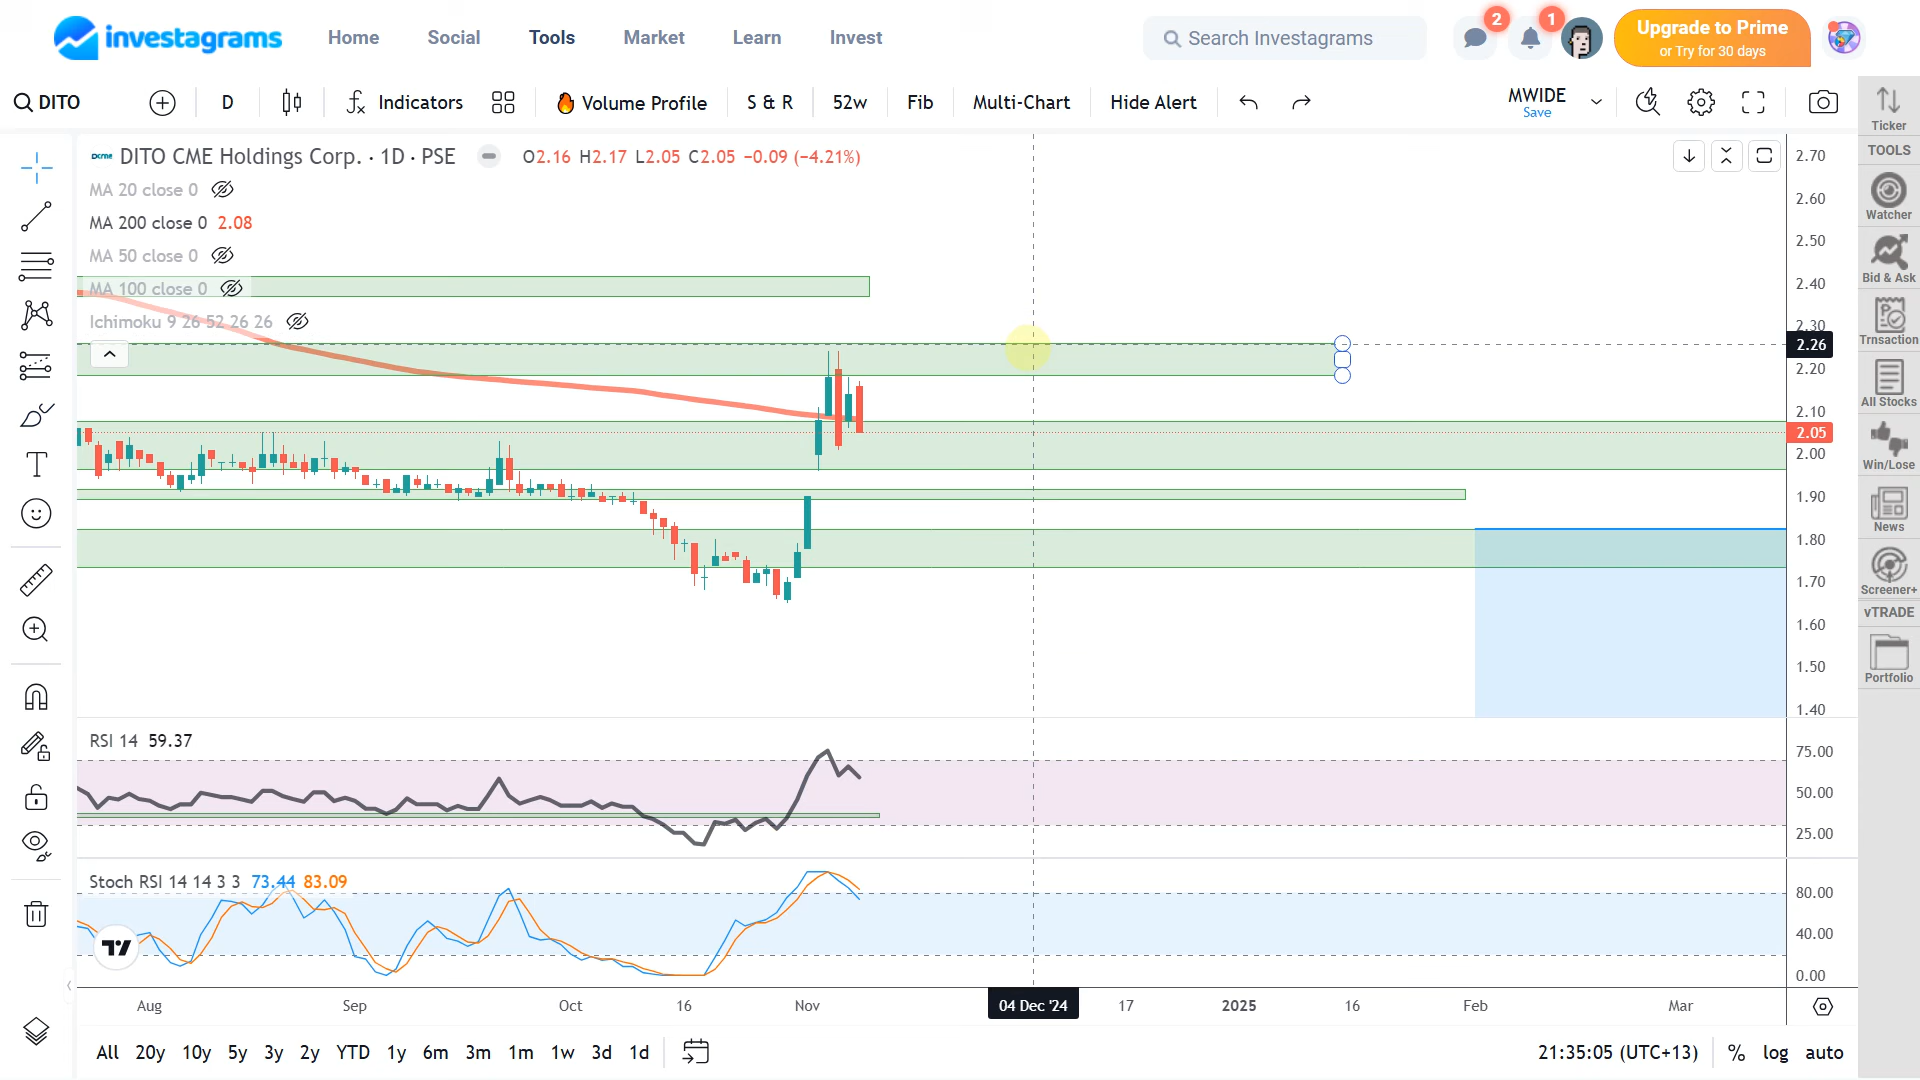 investagrams Home Social Tools Market Learn Invest Search Investagrams 2 1 Upgrade to Prime
or Try for 30 days
DITO D Indicators Volume Profile S & R 52w Fib Multi-Chart Hide Alert MWIDE
Save
Ticker
TOOLS
Watcher
Bid & Ask
Trnsaction
All Stocks
Win/Lose
News
Screener+
vTRADE
Portfolio
DCME DITO CME Holdings Corp. · 1D · PSE O2.16 H2.17 L2.05 C2.05 −0.09 (−4.21%)
MA 20 close 0
MA 200 close 0 2.08
MA 50 close 0
MA 100 close 0
Ichimoku 9 26 52 26 26
2.70
2.60
2.50
2.40
2.30
2.26
2.20
2.10
2.05
2.00
1.90
1.80
1.70
1.60
1.50
1.40
RSI 14 59.37
75.00
50.00
25.00
Stoch RSI 14 14 3 3 73.44 83.09
80.00
40.00
0.00
Aug Sep Oct 16 Nov 04 Dec '24 17 2025 16 Feb Mar
All 20y 10y 5y 3y 2y YTD 1y 6m 3m 1m 1w 3d 1d 21:35:05 (UTC+13) % log auto